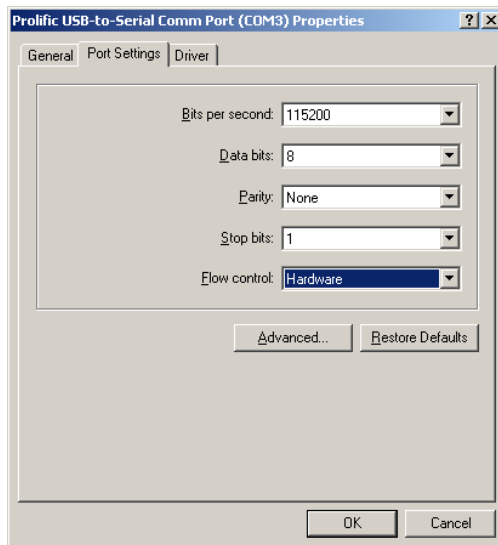 Prolific USB-to-Serial Comm Port (COM3) Properties ? X
General Port Settings Driver
Bits per second: 115200
Data bits: 8
Parity: None
Stop bits: 1
Flow control: Hardware
Advanced... Restore Defaults
OK Cancel